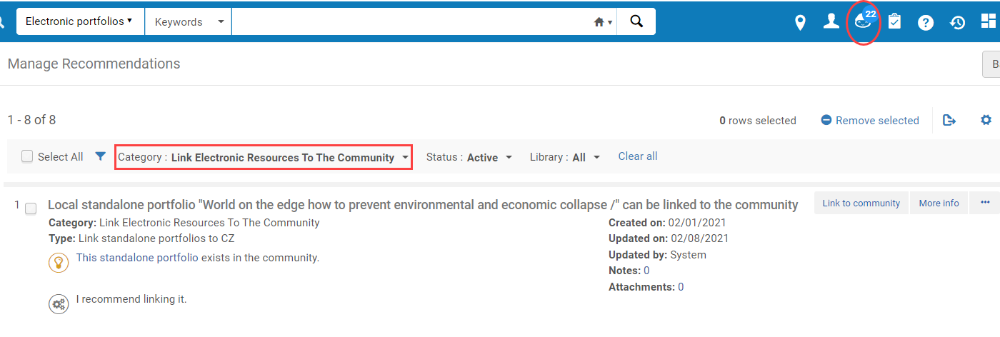 Electronic portfolios ▾ Keywords 22
Manage Recommendations B
1 - 8 of 8 0 rows selected Remove selected
Select All Category : Link Electronic Resources To The Community Status : Active Library : All Clear all
1 Local standalone portfolio "World on the edge how to prevent environmental and economic collapse /" can be linked to the community Link to community More info ...
Category: Link Electronic Resources To The Community Created on: 02/01/2021
Type: Link standalone portfolios to CZ Updated on: 02/08/2021
This standalone portfolio exists in the community. Updated by: System
Notes: 0
Attachments: 0
I recommend linking it.